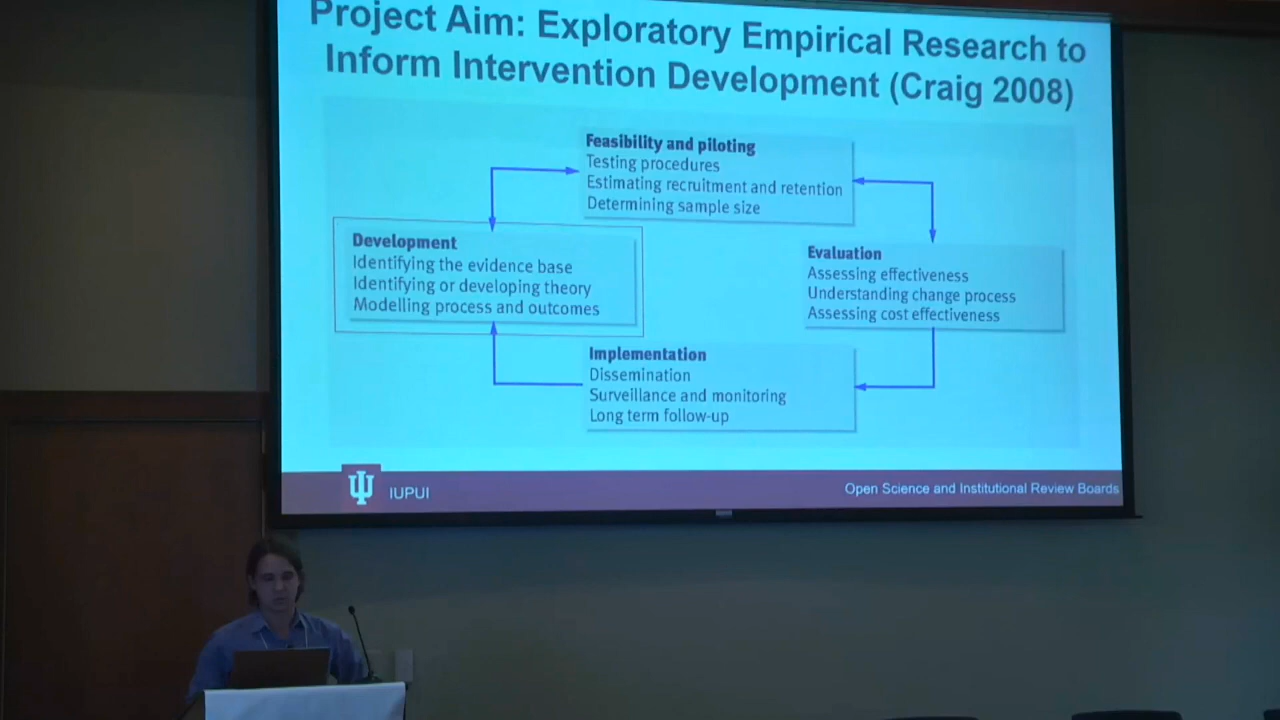 Project Aim: Exploratory Empirical Research to
Inform Intervention Development (Craig 2008)
Feasibility and piloting
Testing procedures
Estimating recruitment and retention
Determining sample size
Development
Identifying the evidence base
Identifying or developing theory
Modelling process and outcomes
Evaluation
Assessing effectiveness
Understanding change process
Assessing cost effectiveness
Implementation
Dissemination
Surveillance and monitoring
Long term follow-up
IUPUI
Open Science and Institutional Review Boards